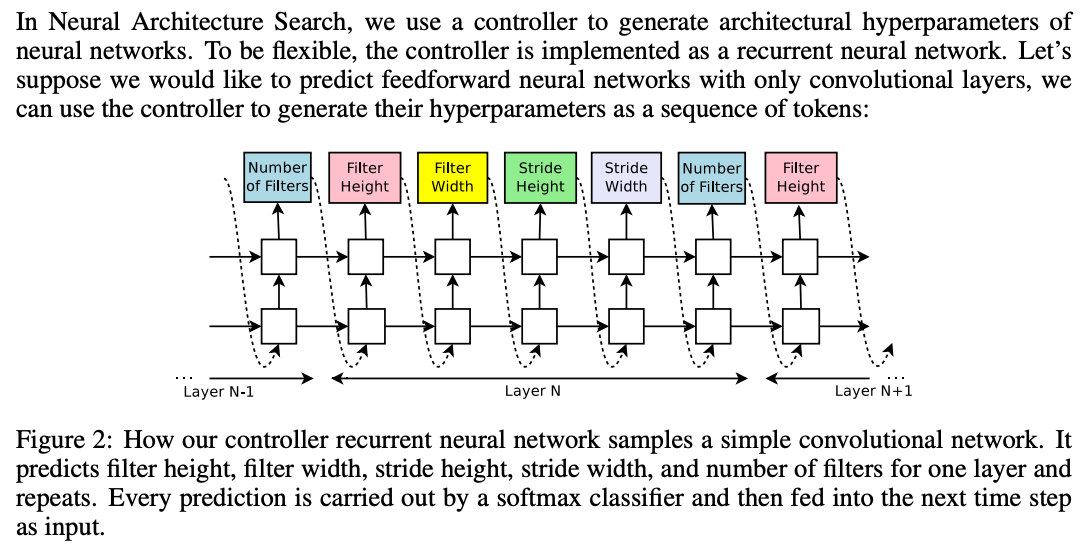 In Neural Architecture Search, we use a controller to generate architectural hyperparameters of
neural networks. To be flexible, the controller is implemented as a recurrent neural network. Let's
suppose we would like to predict feedforward neural networks with only convolutional layers, we
can use the controller to generate their hyperparameters as a sequence of tokens:
Number
of Filters
Filter
Height
Filter
Width
Stride
Height
Stride
Width
Number
of Filters
Filter
Height
...
Layer N-1
Layer N
...
Layer N+1
Figure 2: How our controller recurrent neural network samples a simple convolutional network. It
predicts filter height, filter width, stride height, stride width, and number of filters for one layer and
repeats. Every prediction is carried out by a softmax classifier and then fed into the next time step
as input.